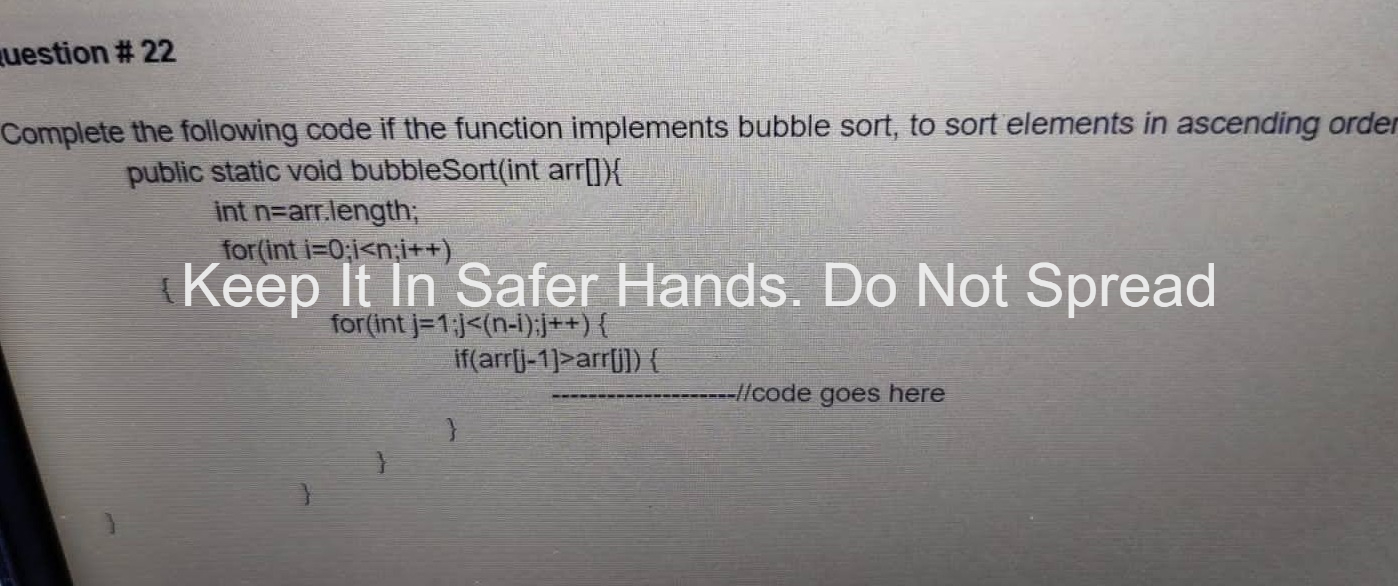 uestion # 22
Complete the following code if the function implements bubble sort, to sort elements in ascending order
public static void bubbleSort(int arr[]){
int n=arr.length;
for(int i=0;i<n;i++)
{
Keep It In Safer Hands. Do Not Spread
for(int j=1;j<(n-i);j++) {
if(arr[j-1]>arr[j]) {
--------------------//code goes here
}
}
}
}